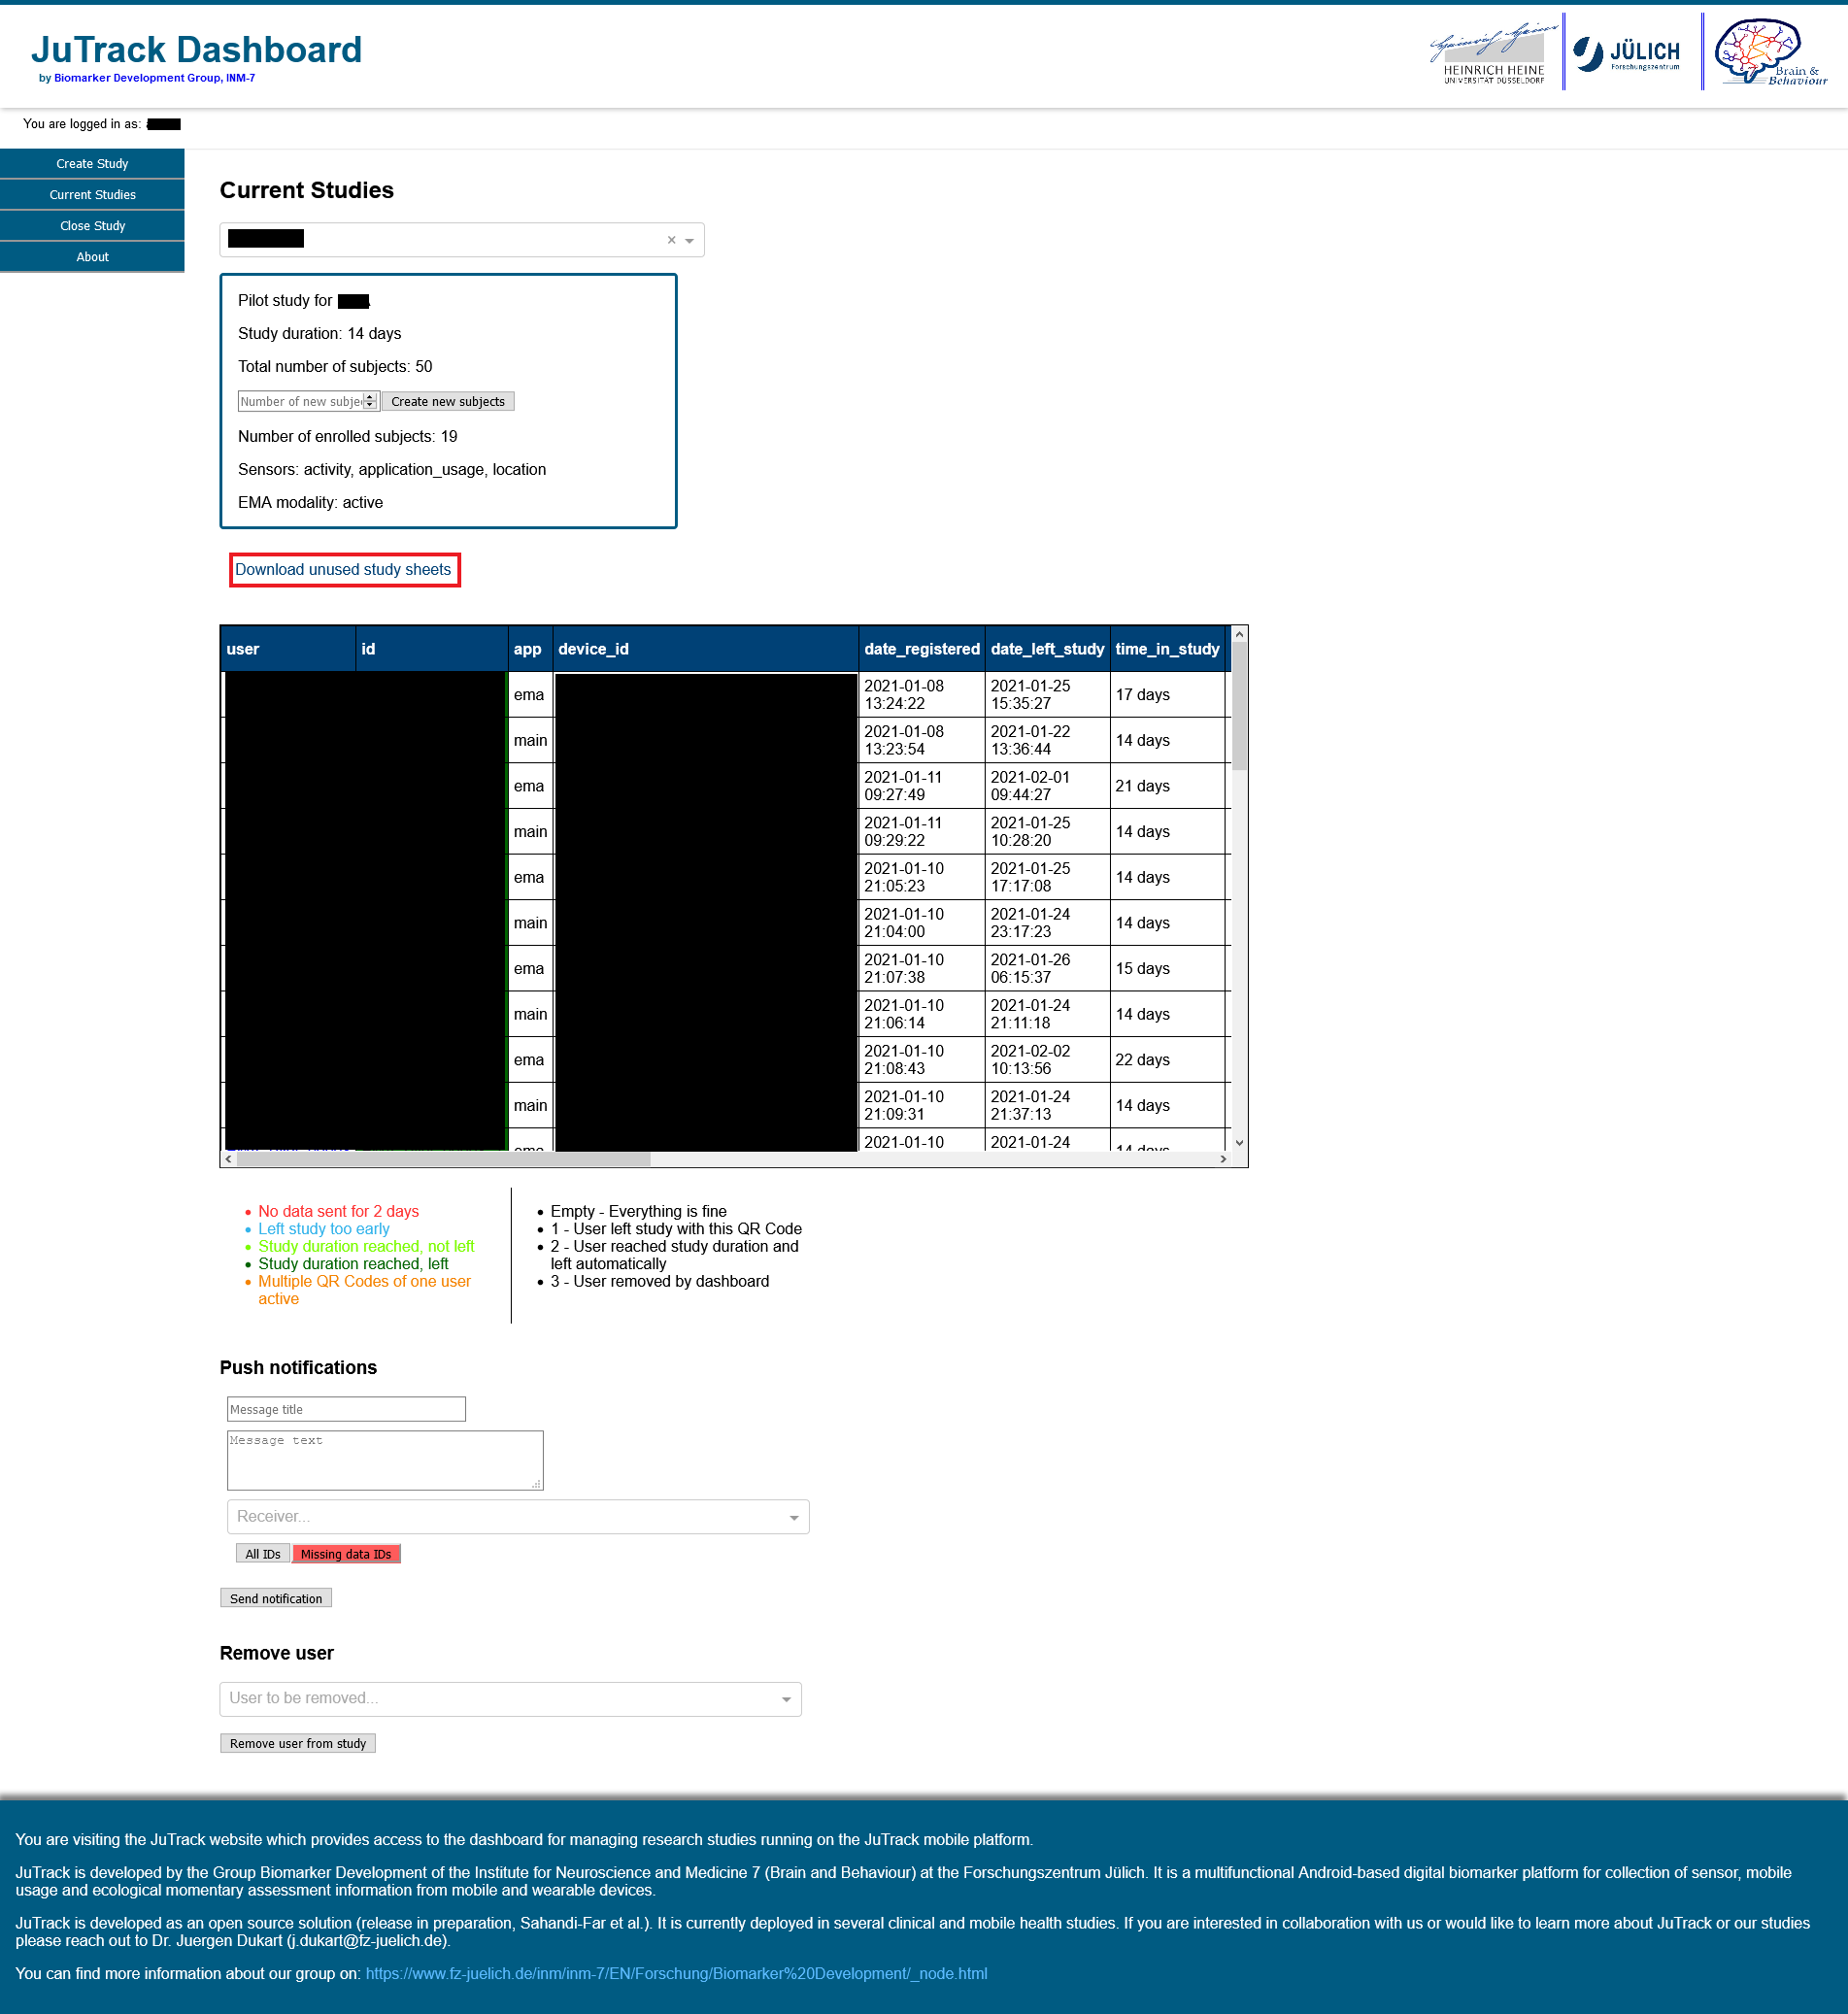 JuTrack Dashboard
by Biomarker Development Group, INM-7
HEINRICH HEINE
UNIVERSITÄT DÜSSELDORF
JÜLICH
Forschungszentrum
Brain &
Behaviour
You are logged in as:
Create Study
Current Studies
Close Study
About
Current Studies
Pilot study for
Study duration: 14 days
Total number of subjects: 50
Number of new subje Create new subjects
Number of enrolled subjects: 19
Sensors: activity, application_usage, location
EMA modality: active
Download unused study sheets
user id app device_id date_registered date_left_study time_in_study
ema 2021-01-08 13:24:22 2021-01-25 15:35:27 17 days
main 2021-01-08 13:23:54 2021-01-22 13:36:44 14 days
ema 2021-01-11 09:27:49 2021-02-01 09:44:27 21 days
main 2021-01-11 09:29:22 2021-01-25 10:28:20 14 days
ema 2021-01-10 21:05:23 2021-01-25 17:17:08 14 days
main 2021-01-10 21:04:00 2021-01-24 23:17:23 14 days
ema 2021-01-10 21:07:38 2021-01-26 06:15:37 15 days
main 2021-01-10 21:06:14 2021-01-24 21:11:18 14 days
ema 2021-01-10 21:08:43 2021-02-02 10:13:56 22 days
main 2021-01-10 21:09:31 2021-01-24 21:37:13 14 days
ema 2021-01-10 2021-01-24 14 days
No data sent for 2 days
Left study too early
Study duration reached, not left
Study duration reached, left
Multiple QR Codes of one user
active
Empty - Everything is fine
1 - User left study with this QR Code
2 - User reached study duration and
left automatically
3 - User removed by dashboard
Push notifications
Message title
Message text
Receiver...
All IDs Missing data IDs
Send notification
Remove user
User to be removed...
Remove user from study
You are visiting the JuTrack website which provides access to the dashboard for managing research studies running on the JuTrack mobile platform.
JuTrack is developed by the Group Biomarker Development of the Institute for Neuroscience and Medicine 7 (Brain and Behaviour) at the Forschungszentrum Jülich. It is a multifunctional Android-based digital biomarker platform for collection of sensor, mobile
usage and ecological momentary assessment information from mobile and wearable devices.
JuTrack is developed as an open source solution (release in preparation, Sahandi-Far et al.). It is currently deployed in several clinical and mobile health studies. If you are interested in collaboration with us or would like to learn more about JuTrack or our studies
please reach out to Dr. Juergen Dukart (j.dukart@fz-juelich.de).
You can find more information about our group on: https://www.fz-juelich.de/inm/inm-7/EN/Forschung/Biomarker%20Development/_node.html